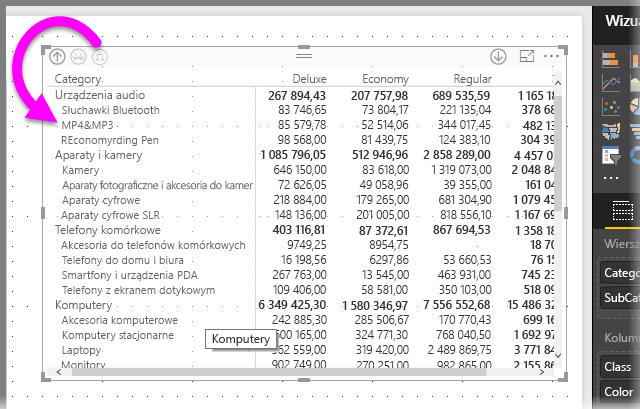 Wizua
Category Deluxe Economy Regular
Urządzenia audio 267 894,43 207 757,98 689 535,59 1 165 18
Słuchawki Bluetooth 83 746,65 73 804,17 221 135,04 378 68
MP4&MP3 85 579,78 52 514,06 344 017,45 482 13
REconomyrding Pen 98 568,00 81 439,75 124 383,10 304 39
Aparaty i kamery 1 085 796,05 512 946,96 2 858 289,00 4 457 0
Kamery 646 150,00 83 618,00 1 319 073,00 2 048 84
Aparaty fotograficzne i akcesoria do kamer 72 626,05 49 058,96 39 355,00 161 04
Aparaty cyfrowe 218 884,00 179 265,00 681 304,90 1 079 45
Aparaty cyfrowe SLR 148 136,00 201 005,00 818 556,10 1 167 69
Telefony komórkowe 403 116,81 87 372,61 867 694,53 1 358 18
Akcesoria do telefonów komórkowych 9749,25 8954,75 18 70
Telefony do domu i biura 16 198,56 6297,86 53 660,53 76 15
Smartfony i urządzenia PDA 267 763,00 13 545,00 463 931,00 745 23
Telefony z ekranem dotykowym 109 406,00 58 581,00 350 103,00 518 09
Komputery 6 349 425,30 1 580 346,97 7 556 552,68 15 486 32
Akcesoria komputerowe 242 885,30 285 506,67 170 770,43 699 16
Komputery stacjonarne 00 165,00 324 771,30 768 040,50 1 692 97
Komputery
Laptopy 62 559,00 319 420,00 2 489 869,75 3 771 84
Monitory 902 749,00 270 251,00 982 865,00 2 155 86
Wiersz
Catego
SubCat
Kolum
Class
Color